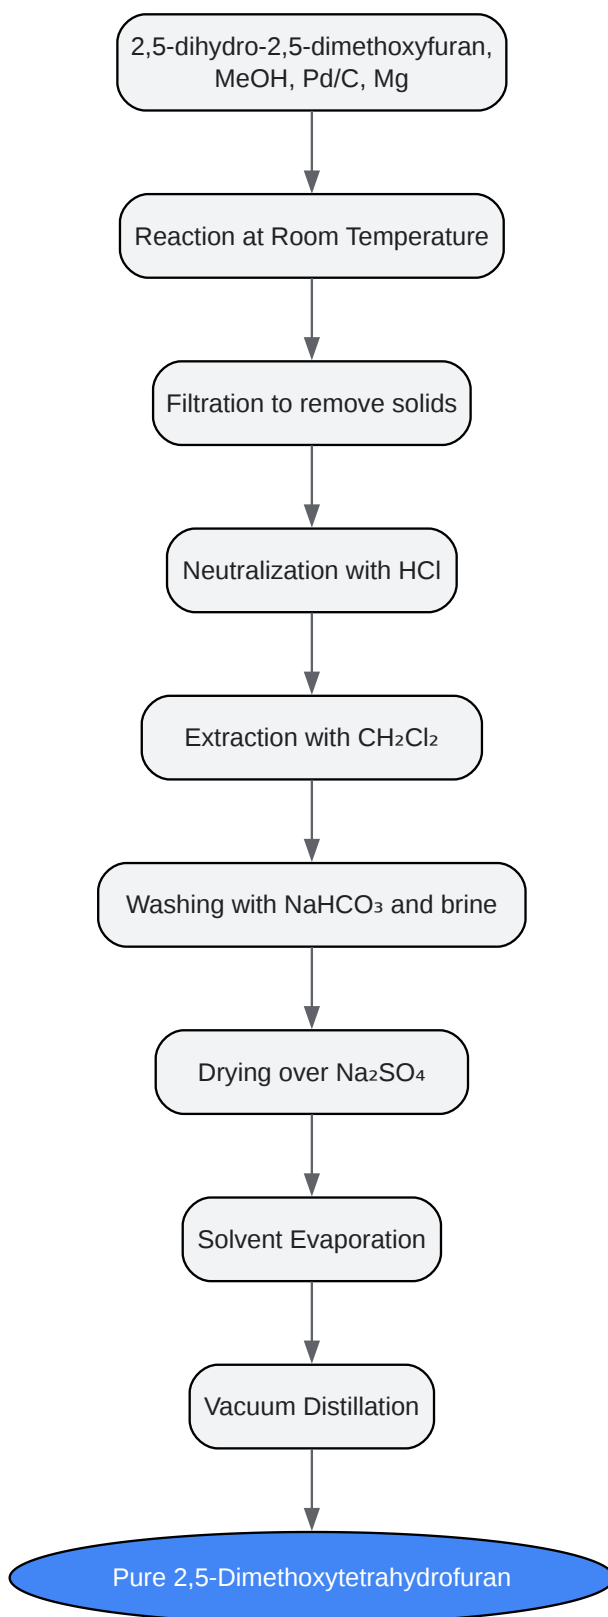 2,5-dihydro-2,5-dimethoxyfuran,
MeOH, Pd/C, Mg
Reaction at Room Temperature
Filtration to remove solids
Neutralization with HCl
Extraction with CH₂Cl₂
Washing with NaHCO₃ and brine
Drying over Na₂SO₄
Solvent Evaporation
Vacuum Distillation
Pure 2,5-Dimethoxytetrahydrofuran